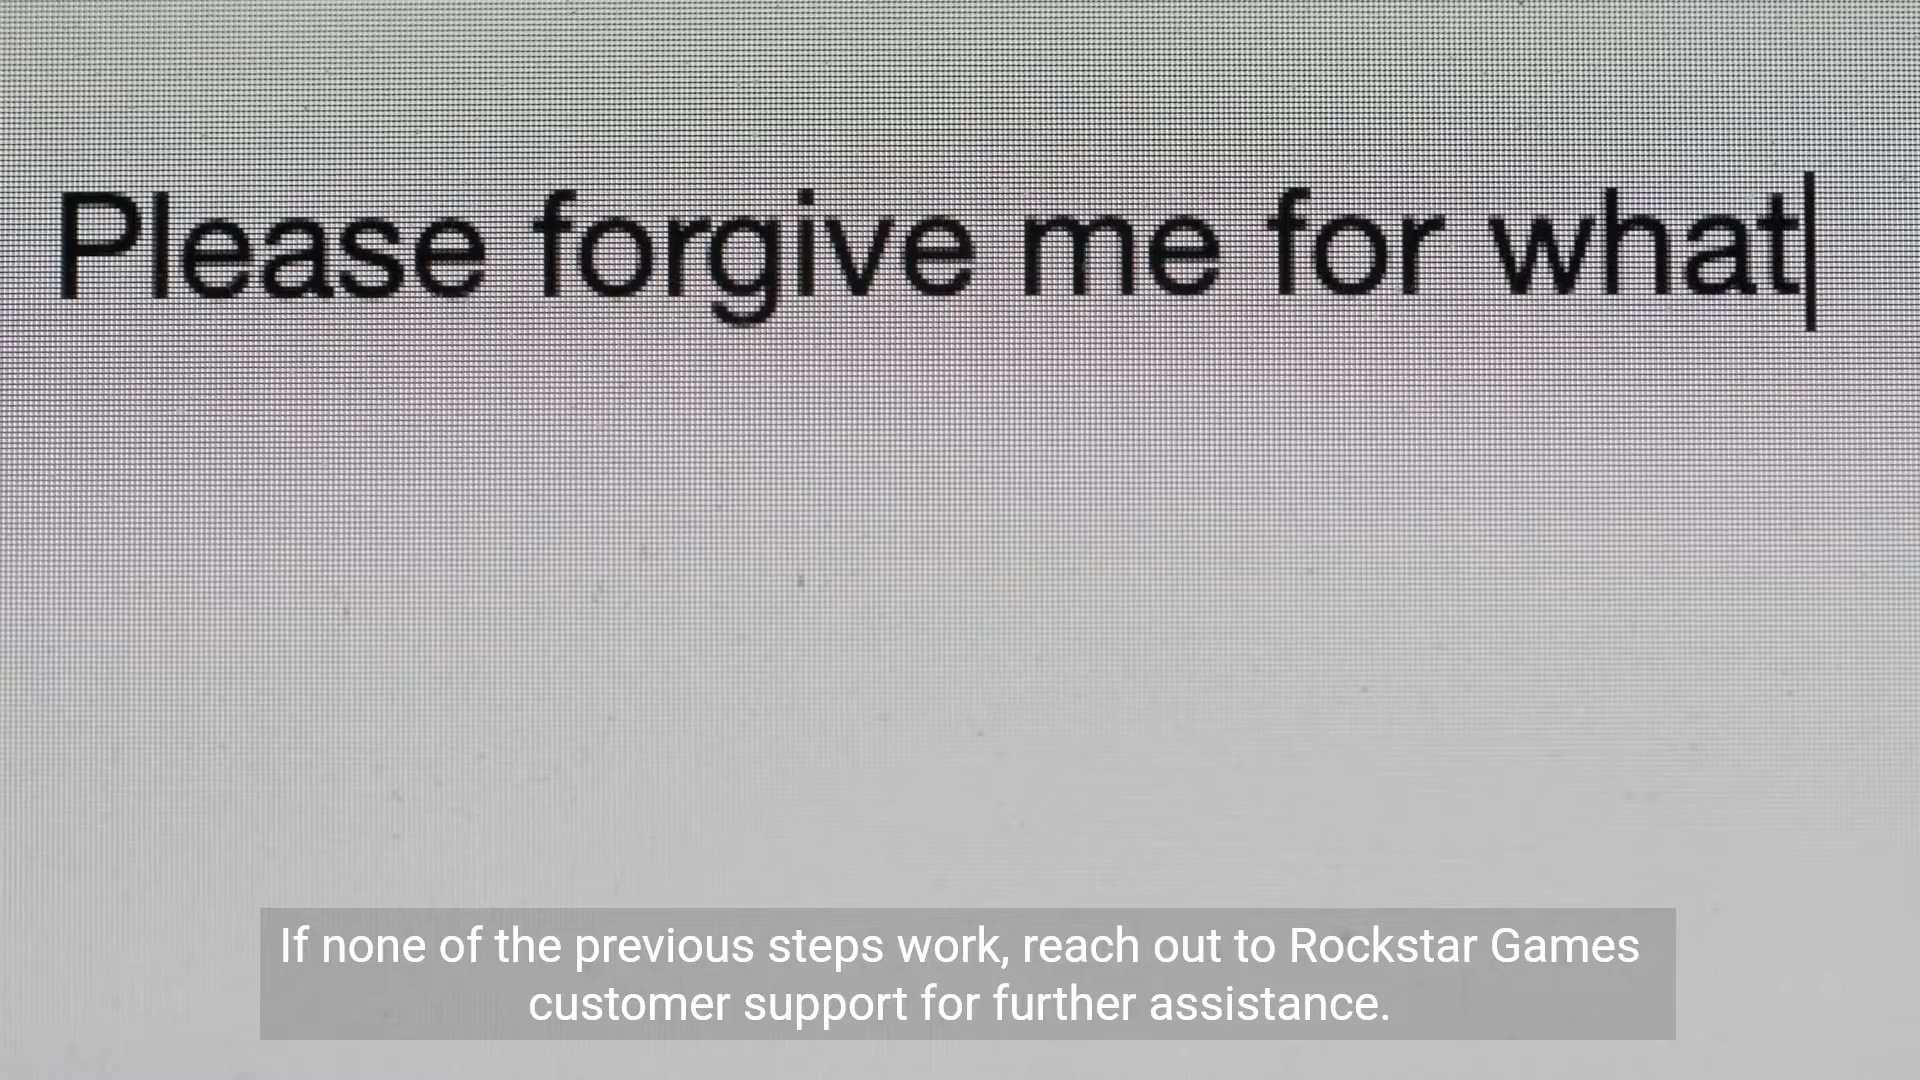 Please forgive me for what
If none of the previous steps work, reach out to Rockstar Games
customer support for further assistance.